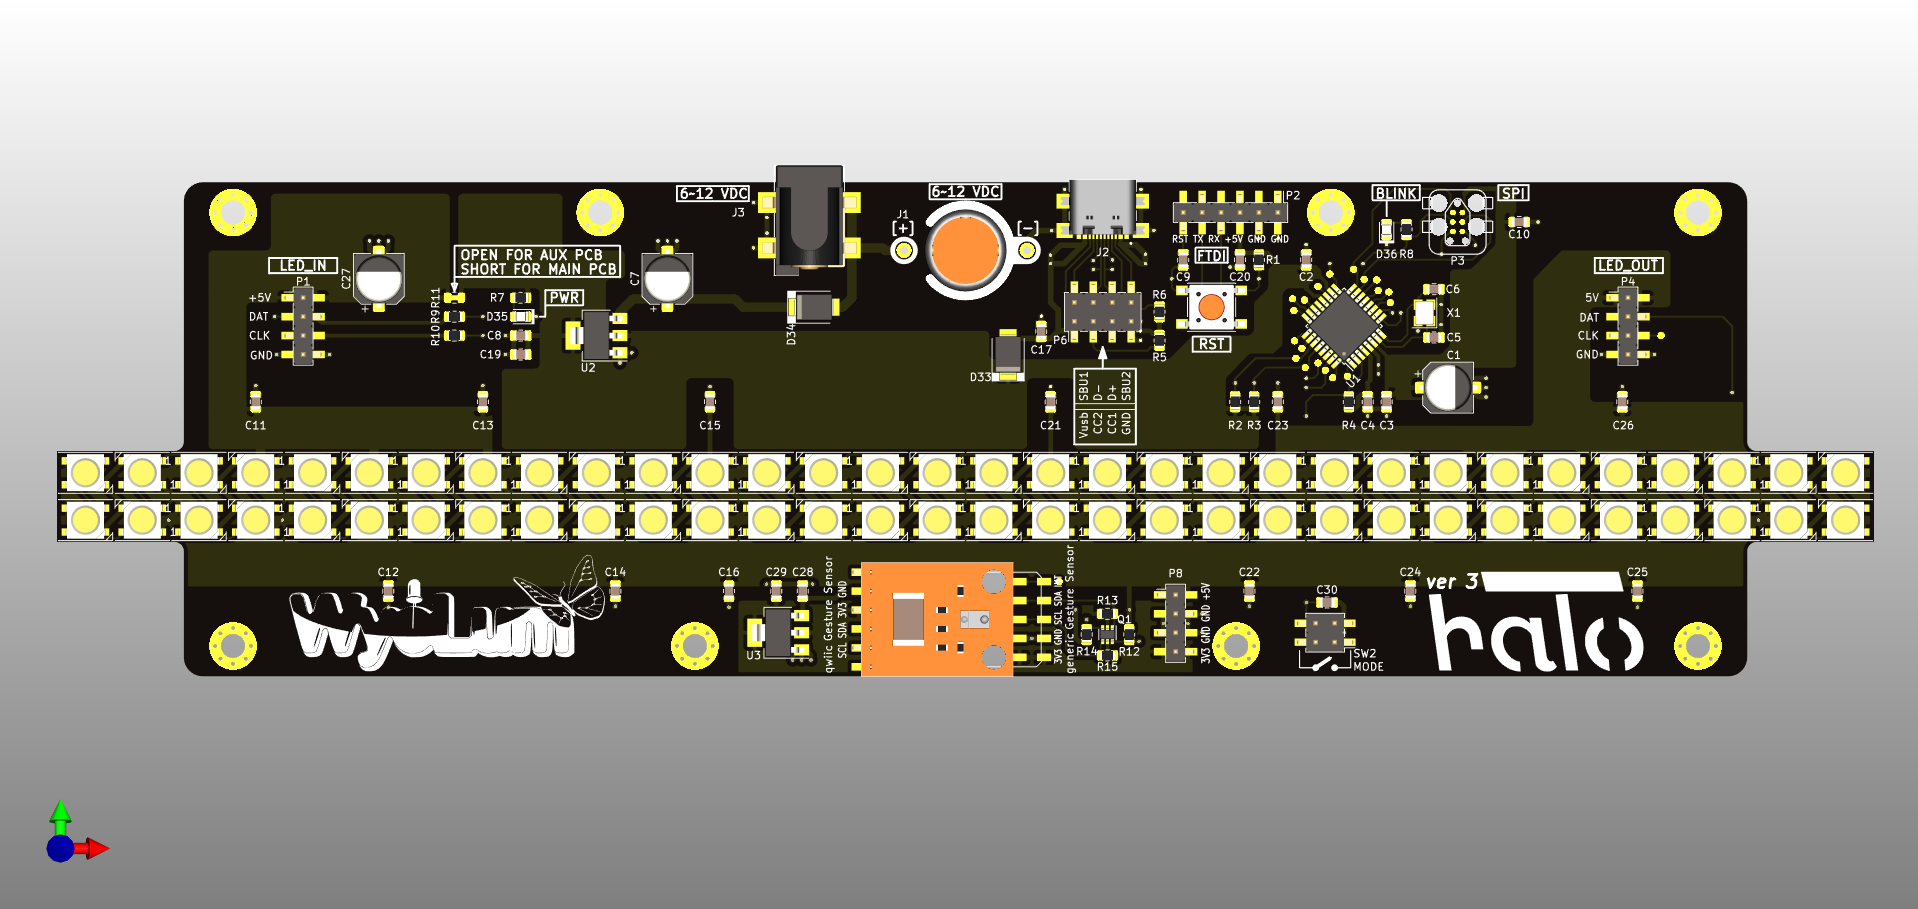 6~12 VDC
J3
6~12 VDC
J1
[+]
[-]
J2
P2
RST TX RX +5V GND GND
FTDI
C9
C20
R1
C2
BLINK
SPI
D36
R8
P3
C10
LED_IN
P1
+5V
DAT
CLK
GND
C27
+
OPEN FOR AUX PCB
SHORT FOR MAIN PCB
R11
R9
R10
R7
D35
C8
C19
PWR
U2
C7
+
D34
D33
C17
P6
R6
R5
RST
U1
C6
X1
C5
C1
+
LED_OUT
P4
5V
DAT
CLK
GND
SBU1
D-
D+
SBU2
Vusb
CC2
CC1
GND
C11
C13
C15
C21
R2
R3
C23
R4
C4
C3
C26
C12
C14
C16
C29
C28
U3
qwiic Gesture Sensor
SCL SDA 3V3 GND
3V3 GND SCL SDA INT
generic Gesture Sensor
R13
Q1
R14
R12
R15
P8
3V3 GND GND +5V
C22
C30
SW2
MODE
C24
C25
ver 3
halo
wyolum